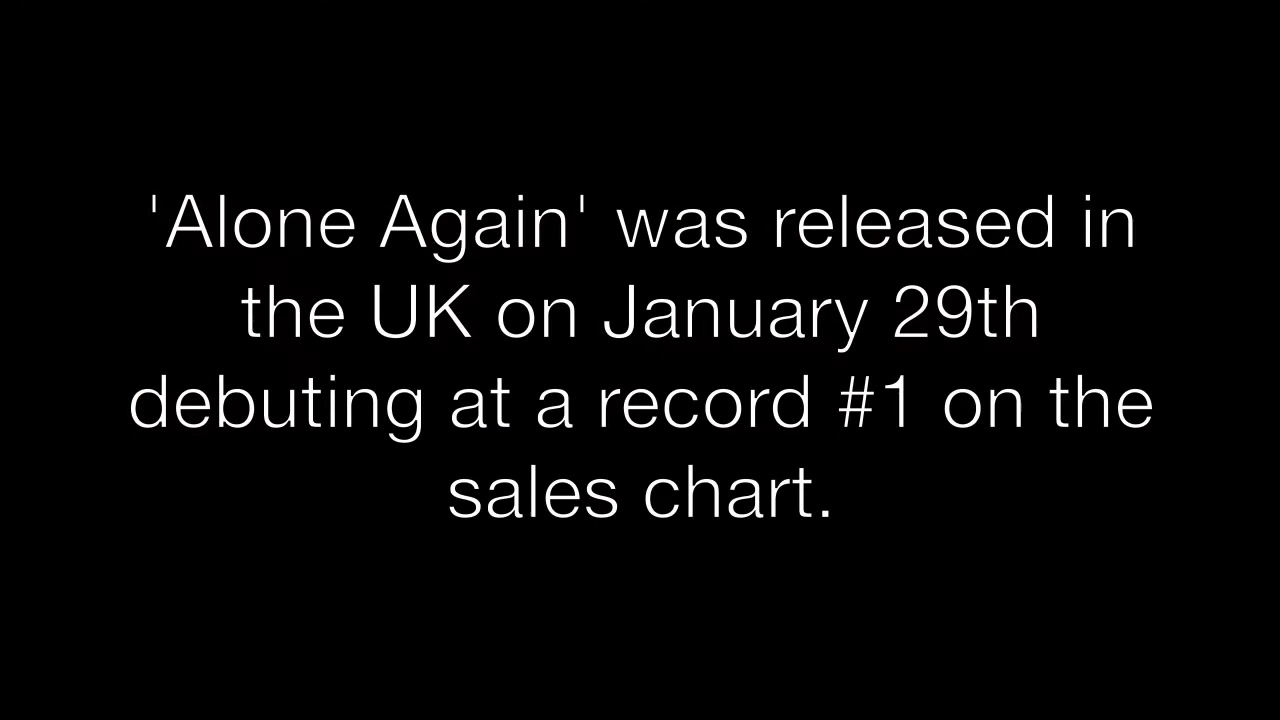 'Alone Again' was released in
the UK on January 29th
debuting at a record #1 on the
sales chart.